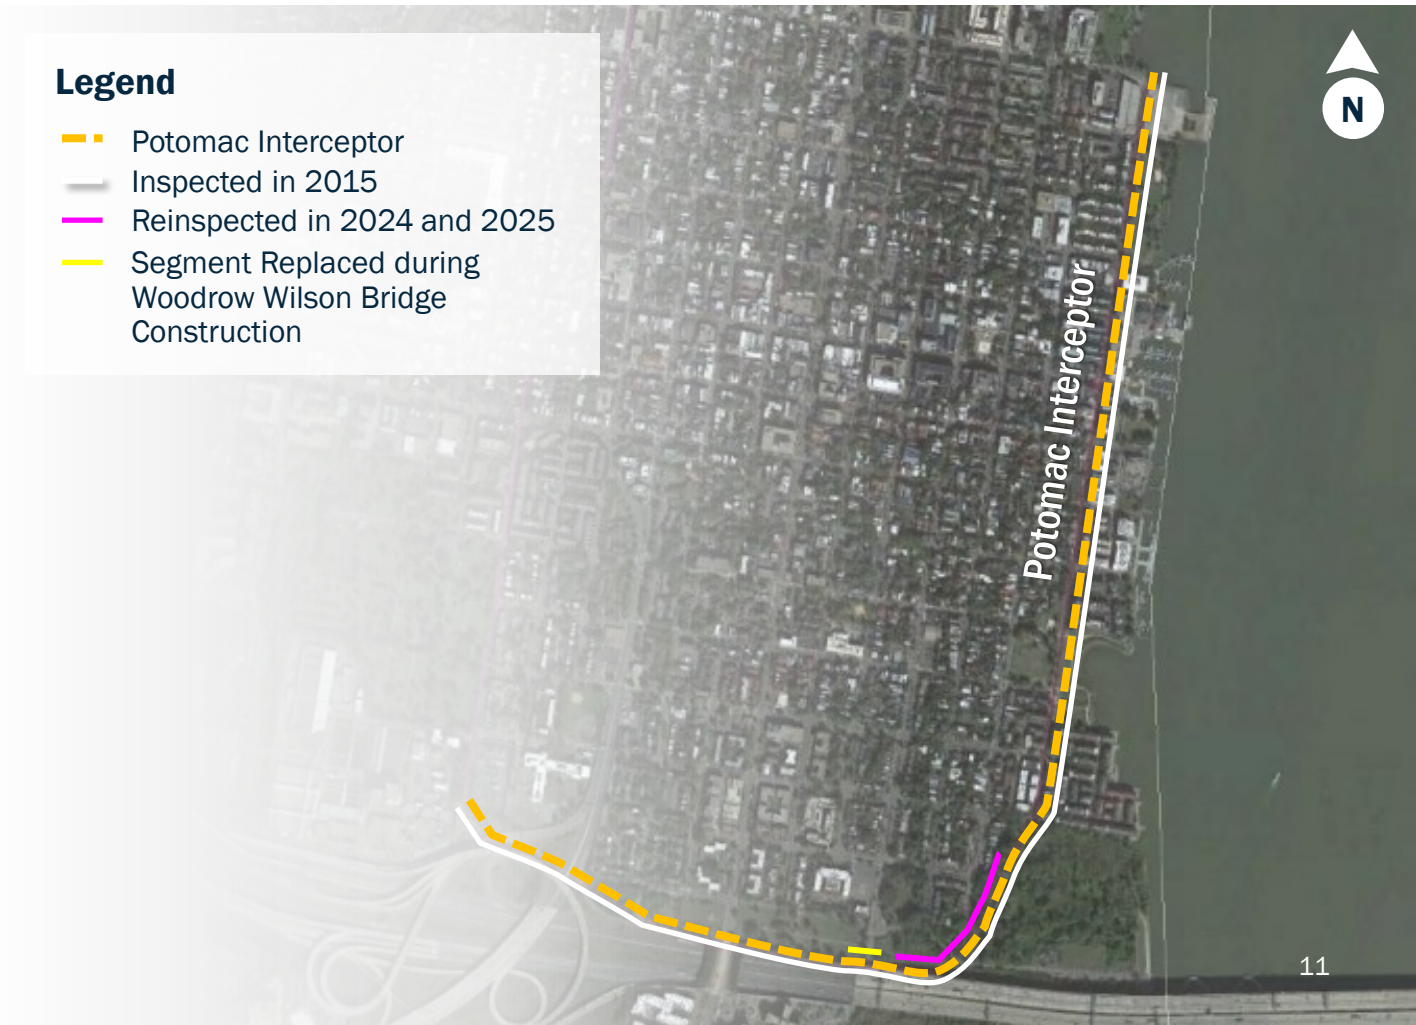 Legend
Potomac Interceptor
Inspected in 2015
Reinspected in 2024 and 2025
Segment Replaced during
Woodrow Wilson Bridge
Construction
N
Potomac Interceptor
11